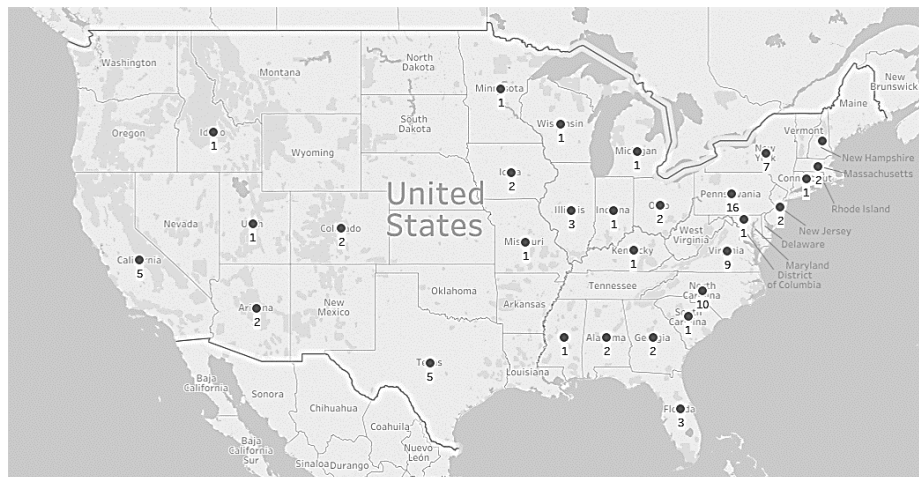 Washington
Montana
North
Dakota
Minnesota
1
Oregon
Idaho
1
South
Dakota
Wisconsin
1
Michigan
1
Wyoming
Iowa
2
New
York
7
Vermont
Maine
New
Brunswick
New Hampshire
Massachusetts
2
Connecticut
1
Rhode Island
United
States
Nevada
Utah
1
Colorado
2
Illinois
3
Indiana
1
Ohio
2
Pennsylvania
16
New Jersey
2
Delaware
Maryland
1
District
of Columbia
West
Virginia
Virginia
9
California
5
Missouri
1
Kentucky
1
Arizona
2
New
Mexico
Oklahoma
Arkansas
Tennessee
North
Carolina
10
South
Carolina
1
1
Alabama
2
Georgia
2
Texas
5
Louisiana
Florida
3
Baja
California
Sonora
Chihuahua
Coahuila
Baja
California
Sur
Sinaloa
Durango
Nuevo
León